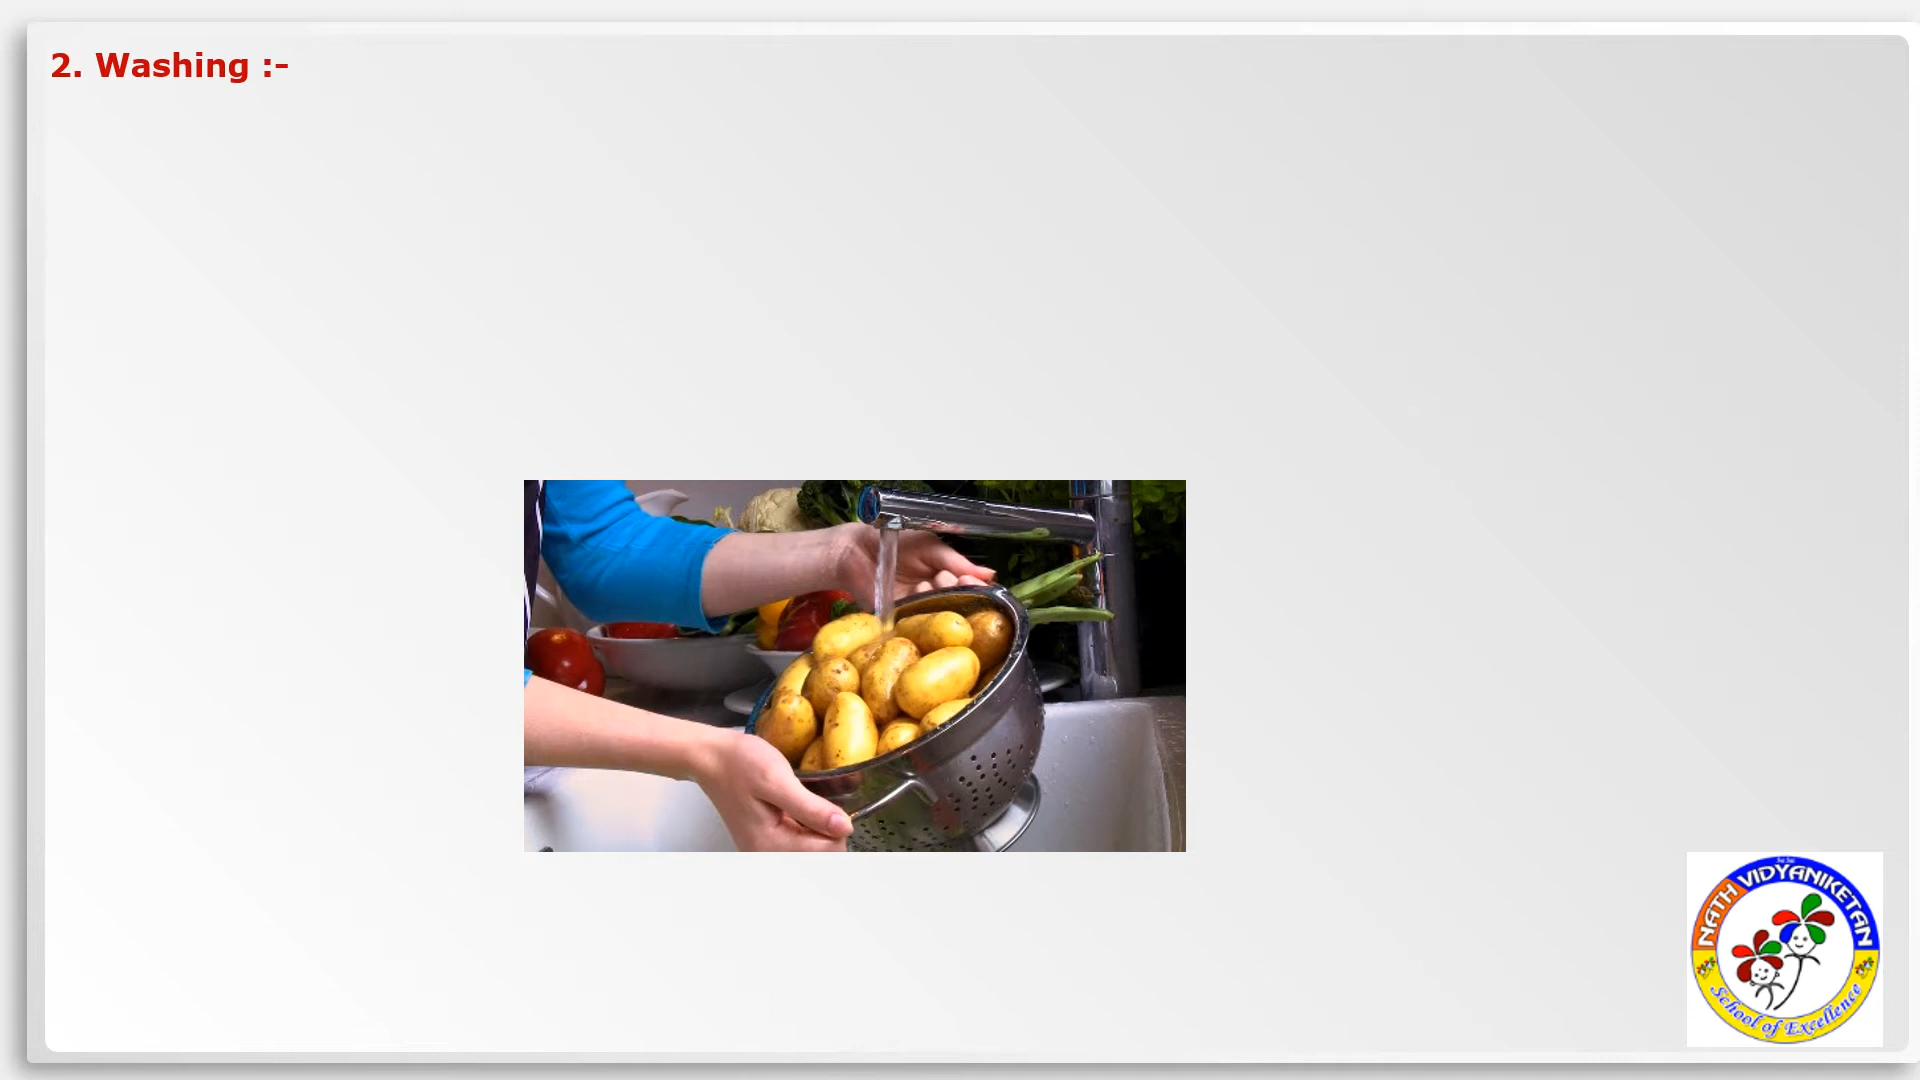 2. Washing :-
NATH VIDYANIKETAN
School of Excellence